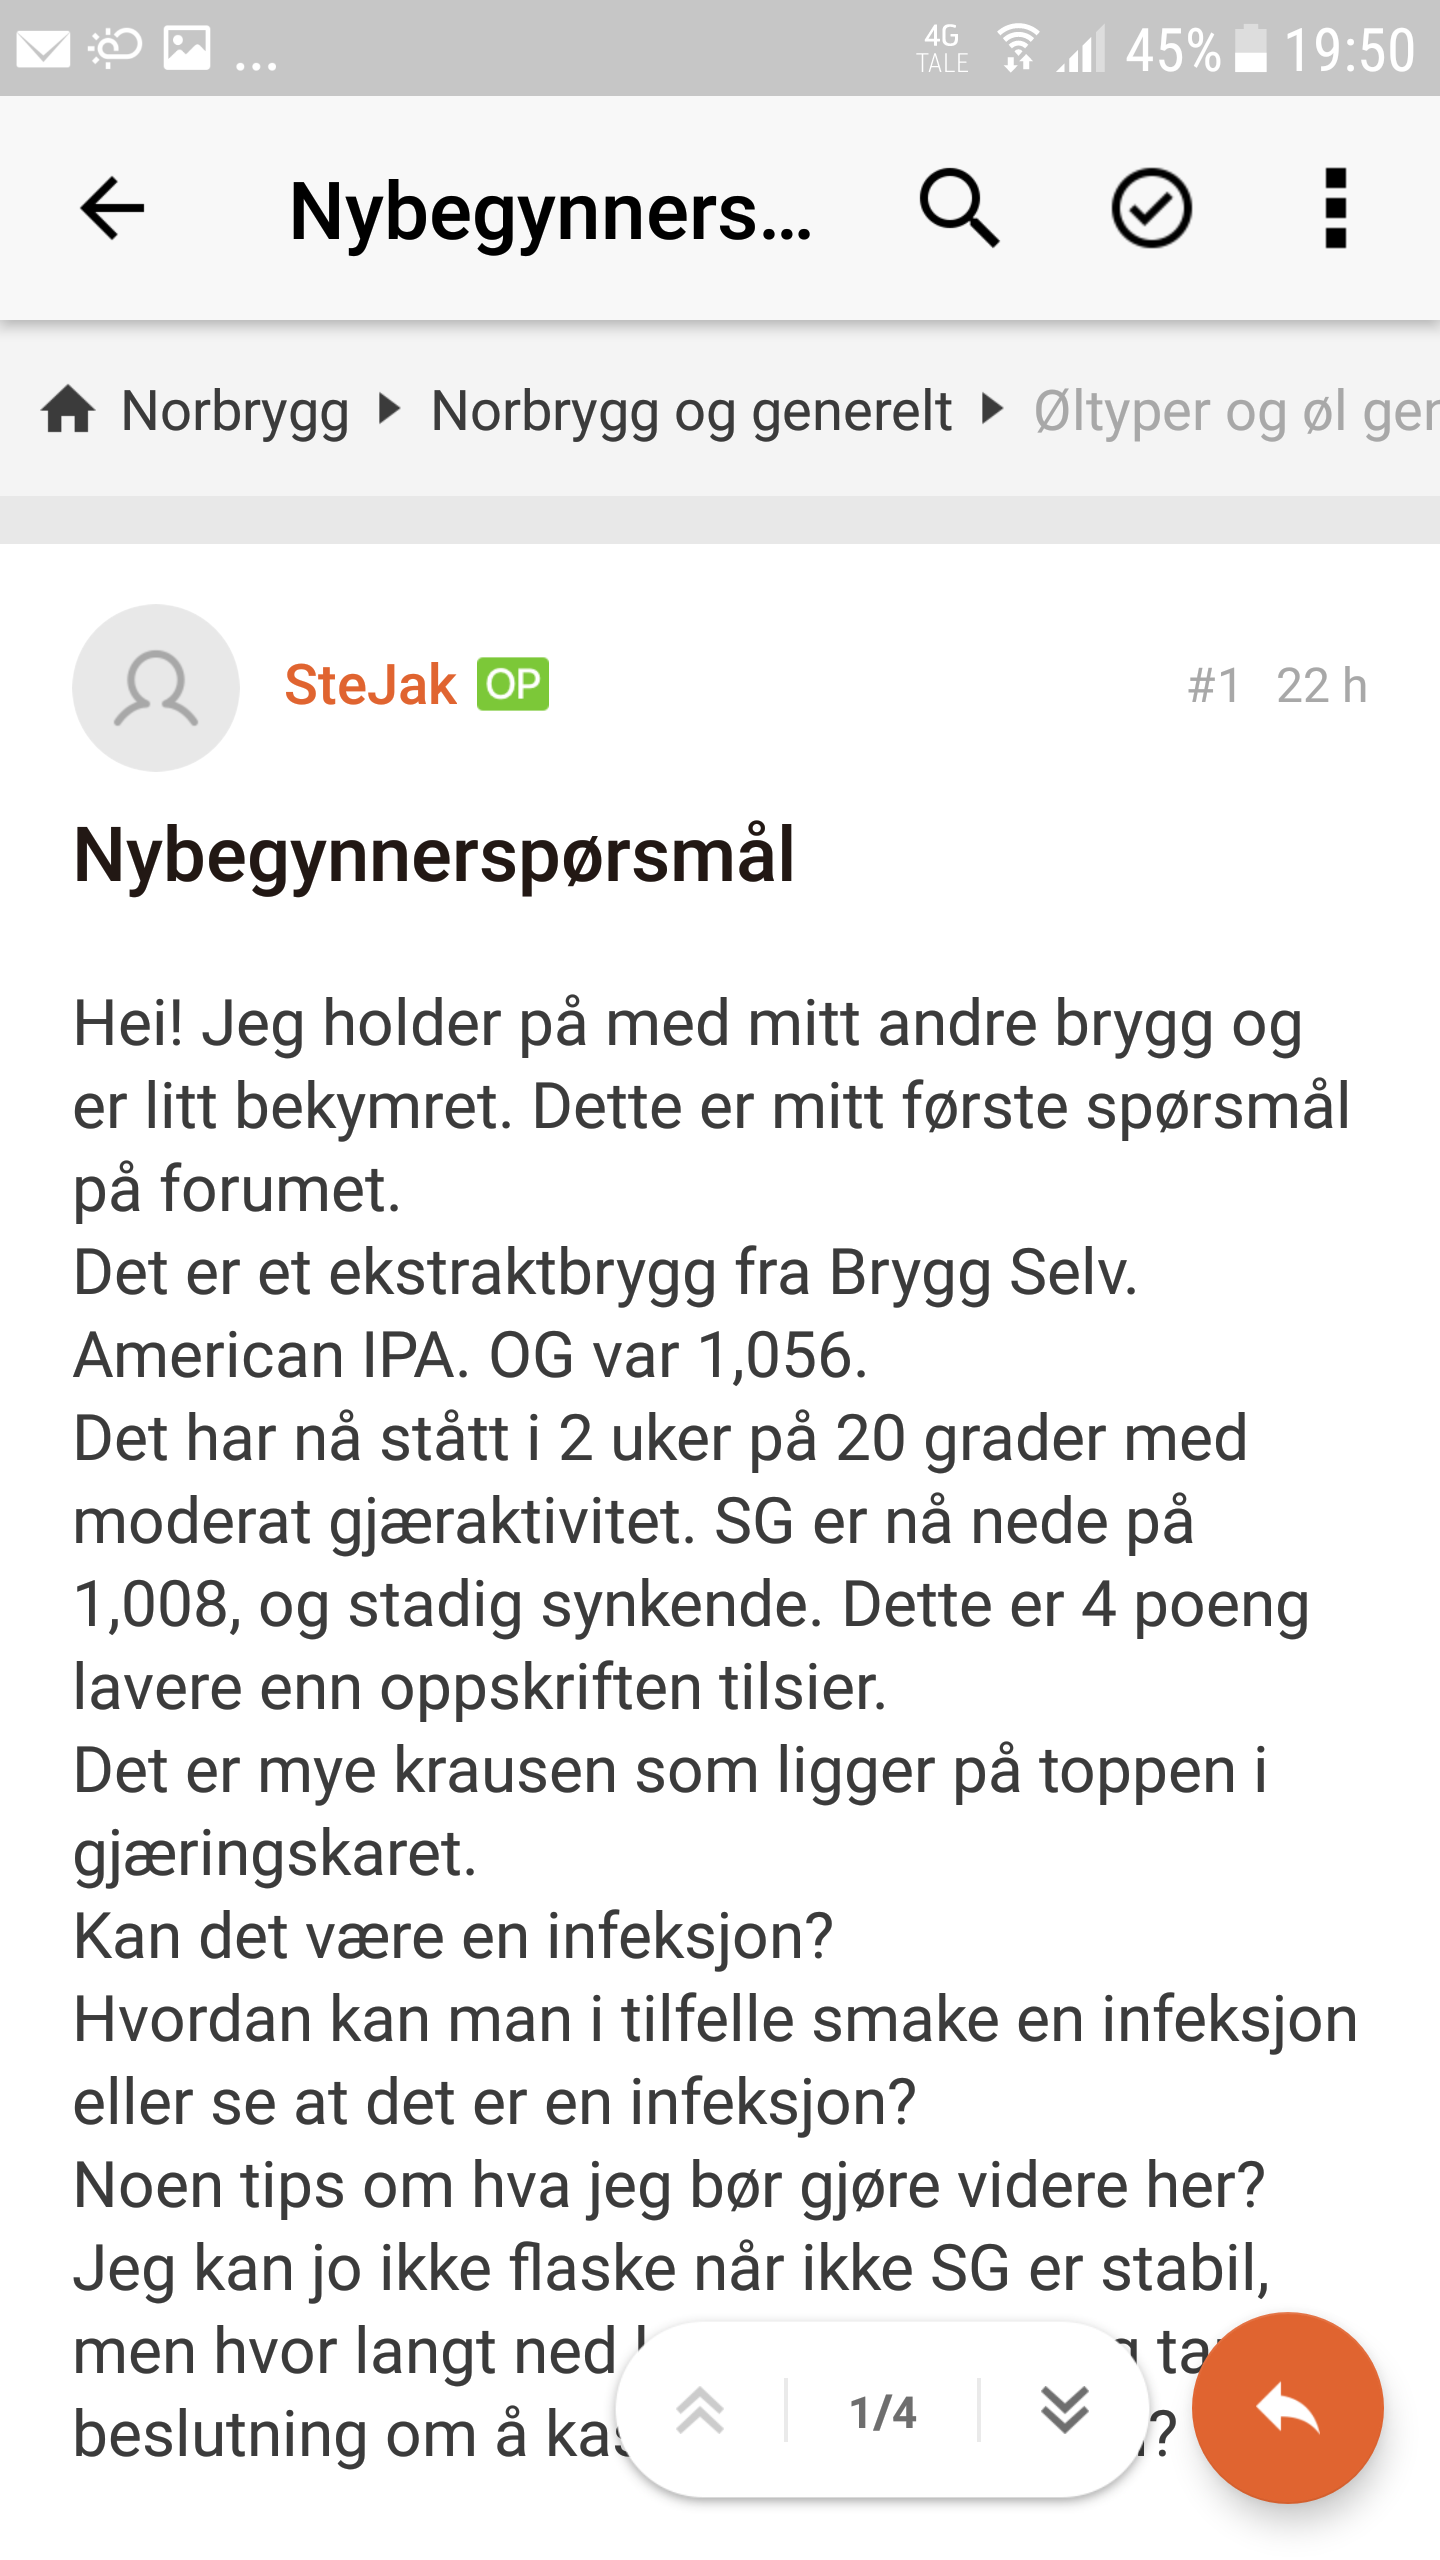 4G TALE 45% 19:50
Nybegynners...
Norbrygg Norbrygg og generelt Øltyper og øl ger
SteJak OP #1 22 h
Nybegynnerspørsmål
Hei! Jeg holder på med mitt andre brygg og
er litt bekymret. Dette er mitt første spørsmål
på forumet.
Det er et ekstraktbrygg fra Brygg Selv.
American IPA. OG var 1,056.
Det har nå stått i 2 uker på 20 grader med
moderat gjæraktivitet. SG er nå nede på
1,008, og stadig synkende. Dette er 4 poeng
lavere enn oppskriften tilsier.
Det er mye krausen som ligger på toppen i
gjæringskaret.
Kan det være en infeksjon?
Hvordan kan man i tilfelle smake en infeksjon
eller se at det er en infeksjon?
Noen tips om hva jeg bør gjøre videre her?
Jeg kan jo ikke flaske når ikke SG er stabil,
men hvor langt ned
beslutning om å
1/4